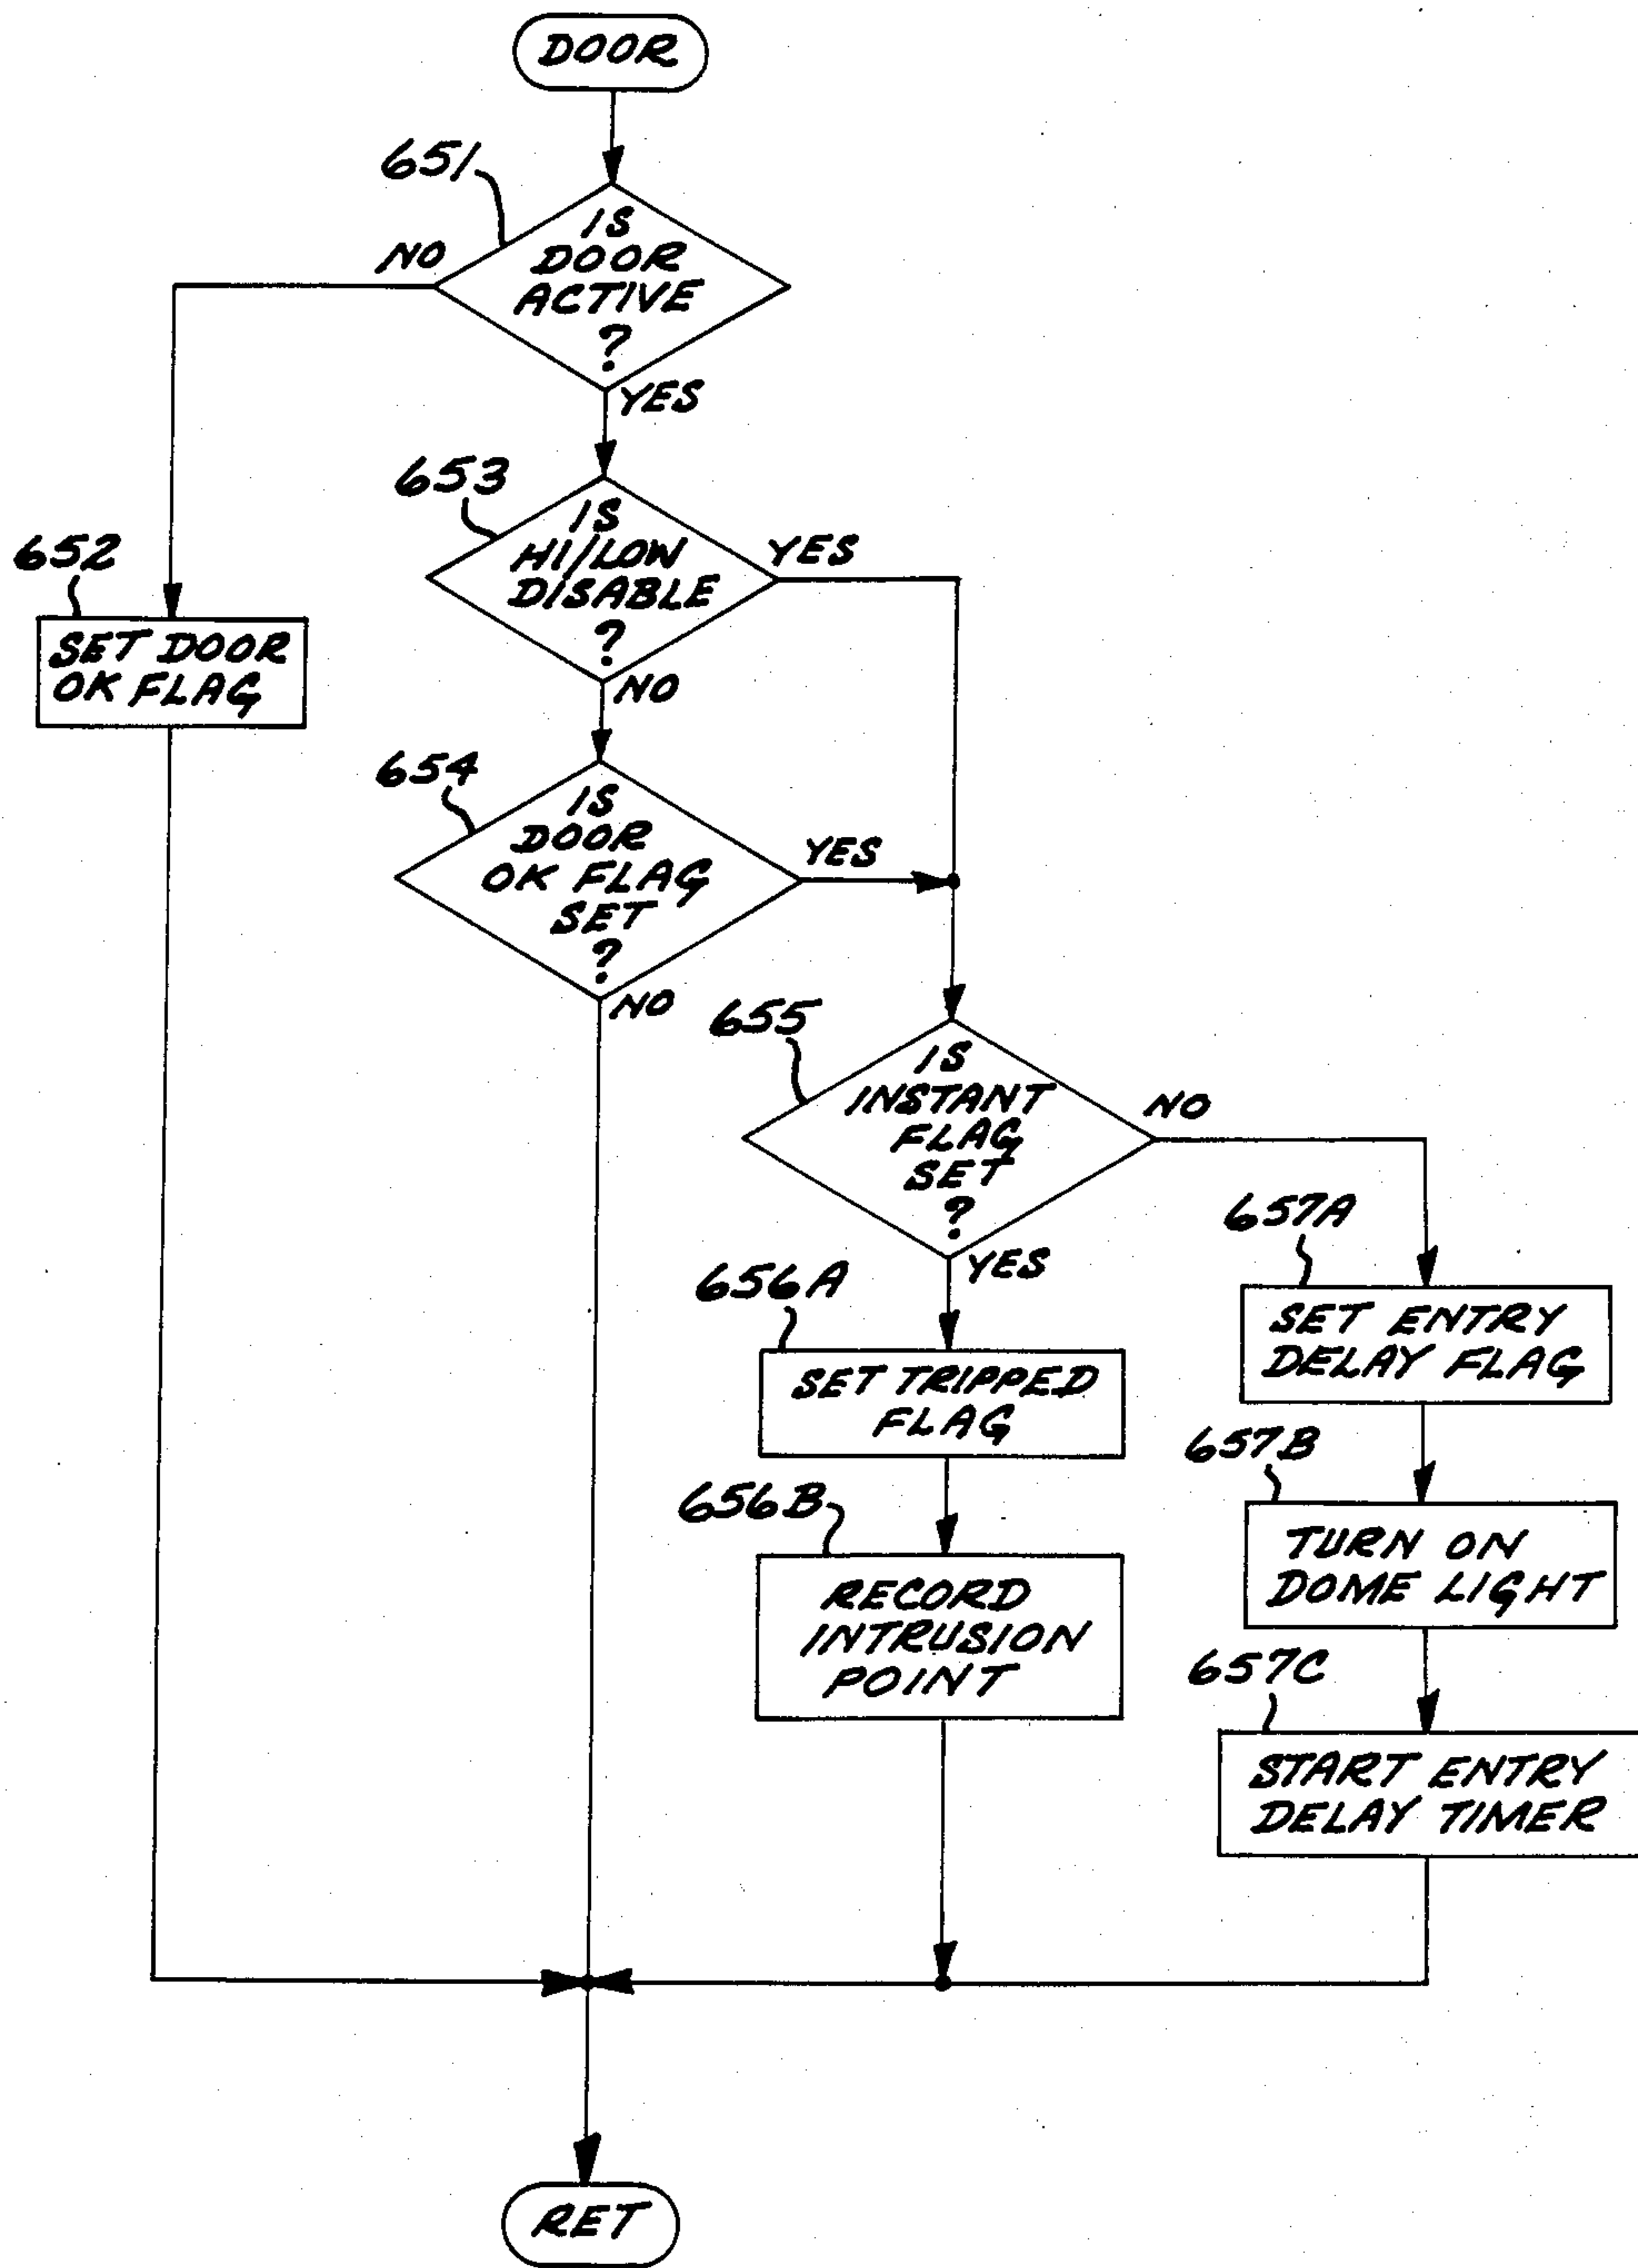 DOOR
651
IS
DOOR
ACTIVE
?
NO
YES
653
IS
HI/LOW
DISABLE
?
YES
NO
652
SET DOOR
OK FLAG
654
IS
DOOR
OK FLAG
SET
?
YES
NO
655
IS
INSTANT
FLAG
SET
?
NO
YES
656A
SET TRIPPED
FLAG
656B
RECORD
INTRUSION
POINT
657A
SET ENTRY
DELAY FLAG
657B
TURN ON
DOME LIGHT
657C
START ENTRY
DELAY TIMER
RET